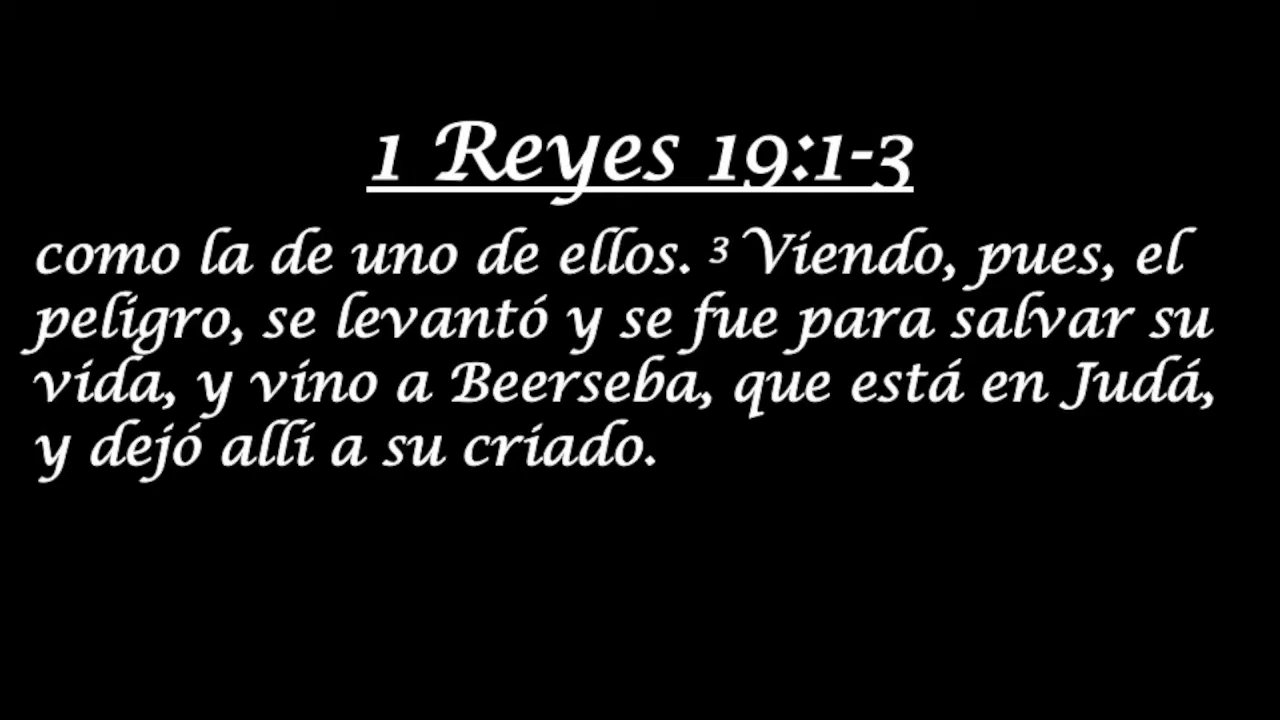 1 Reyes 19:1-3
como la de uno de ellos. ³ Viendo, pues, el
peligro, se levantó y se fue para salvar su
vida, y vino a Beerseba, que está en Judá,
y dejó allí a su criado.